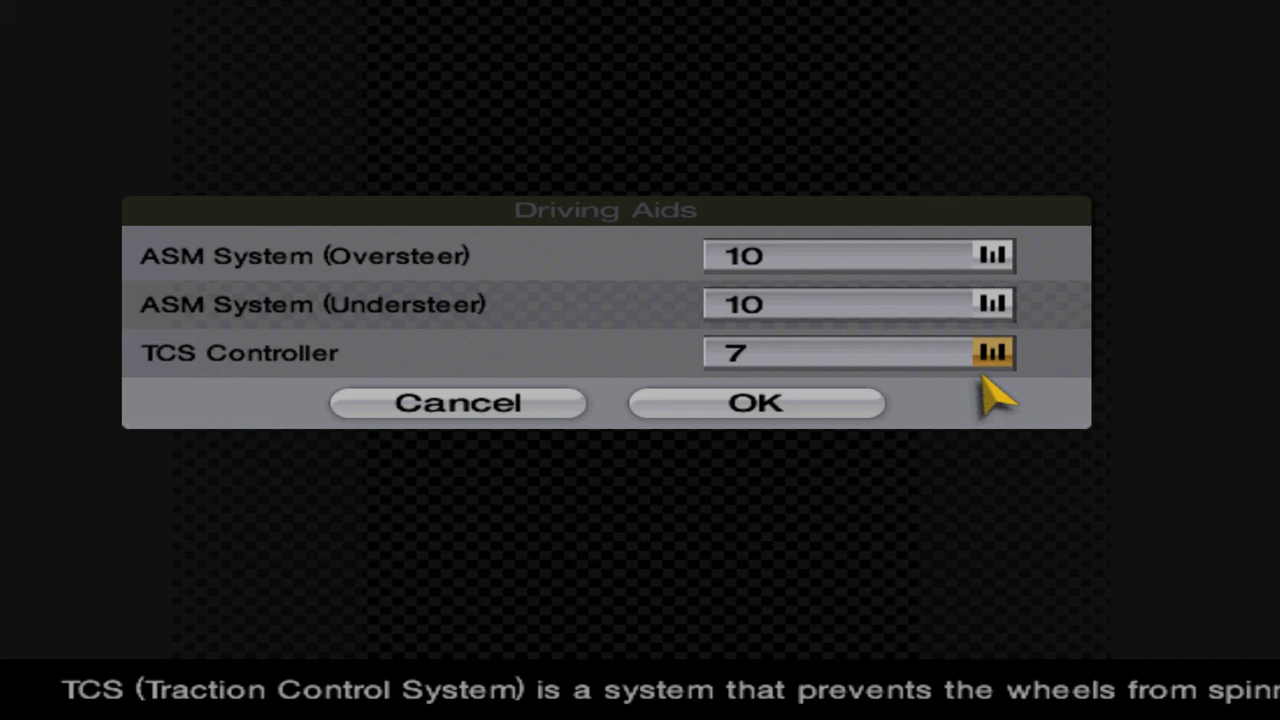 Driving Aids
ASM System (Oversteer) 10
ASM System (Understeer) 10
TCS Controller 7
Cancel OK
TCS (Traction Control System) is a system that prevents the wheels from